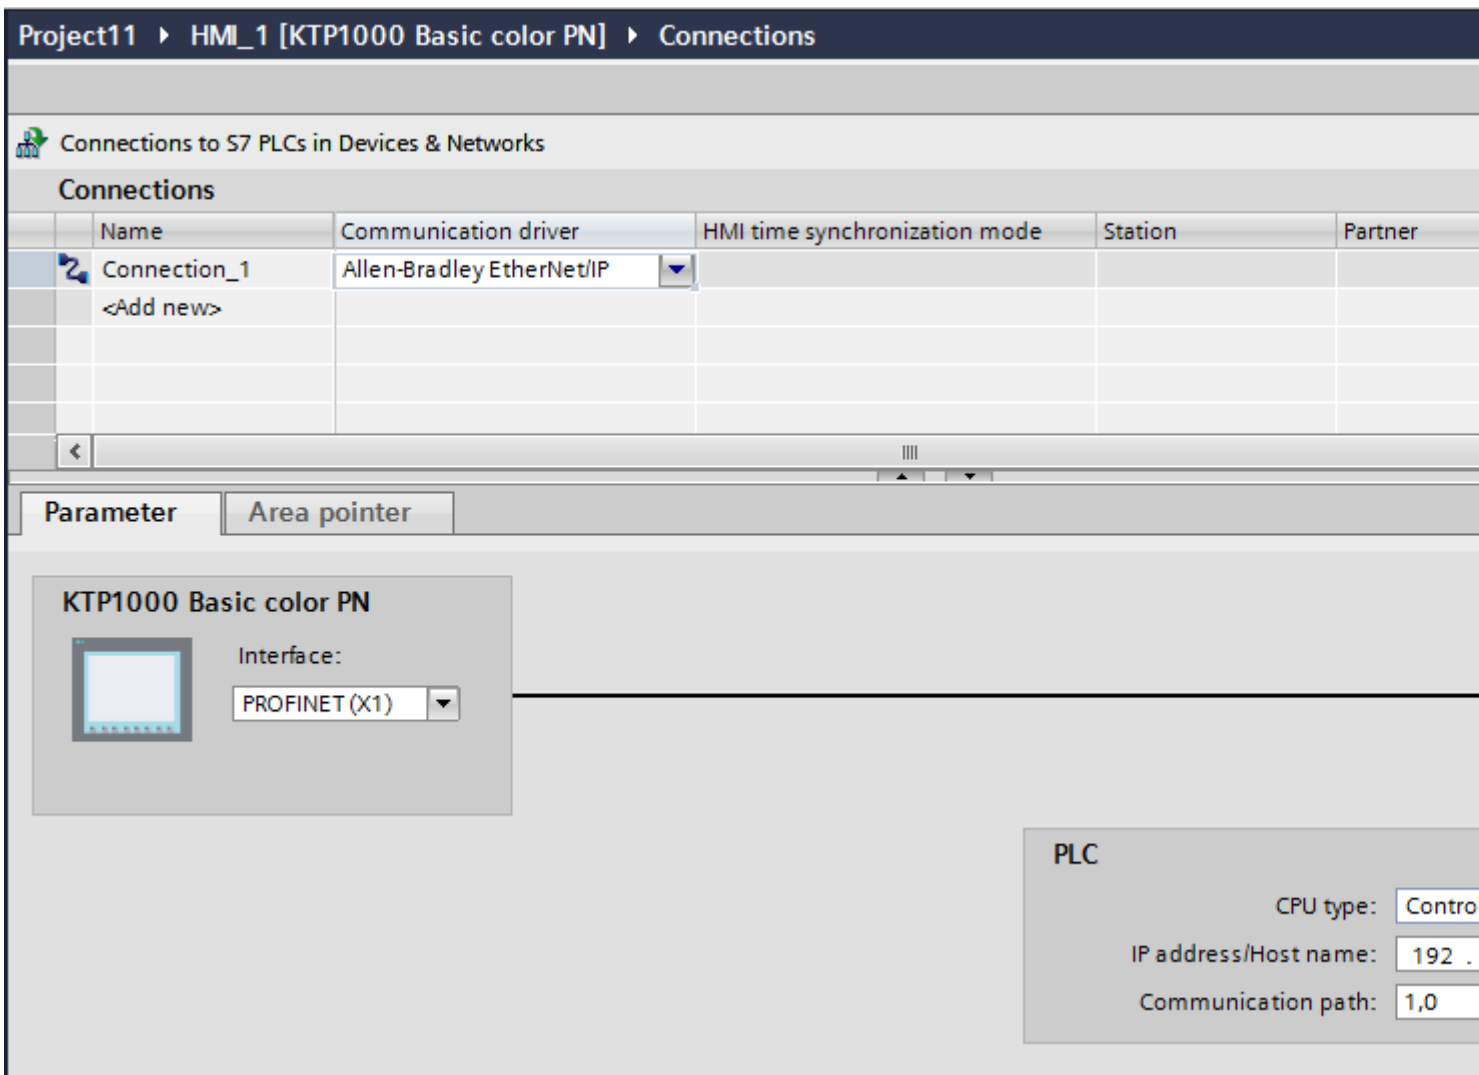 Project11 ▸ HMI_1 [KTP1000 Basic color PN] ▸ Connections
Connections to S7 PLCs in Devices & Networks
Connections
Name Communication driver HMI time synchronization mode Station Partner
Connection_1 Allen-Bradley EtherNet/IP
<Add new>
Parameter Area pointer
KTP1000 Basic color PN
Interface:
PROFINET (X1)
PLC
CPU type: Contro
IP address/Host name: 192 .
Communication path: 1,0